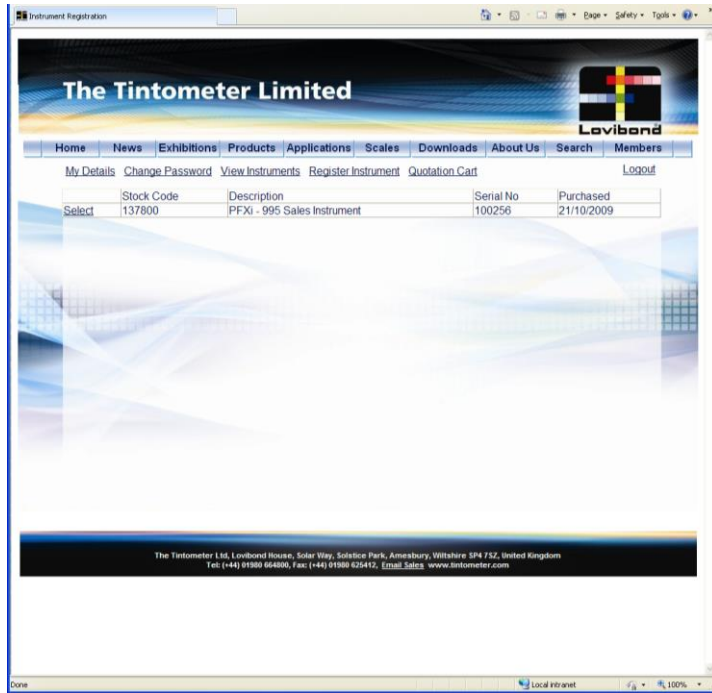 Instrument Registration
Page Safety Tools
The Tintometer Limited
Lovibond
Home News Exhibitions Products Applications Scales Downloads About Us Search Members
My Details Change Password View Instruments Register Instrument Quotation Cart Logout
Stock Code Description Serial No Purchased
Select 137800 PFXi - 995 Sales Instrument 100256 21/10/2009
The Tintometer Ltd, Lovibond House, Solar Way, Solstice Park, Amesbury, Wiltshire SP4 7SZ, United Kingdom
Tel: (+44) 01980 664800, Fax: (+44) 01980 625412, Email Sales www.tintometer.com
Done Local intranet 100%